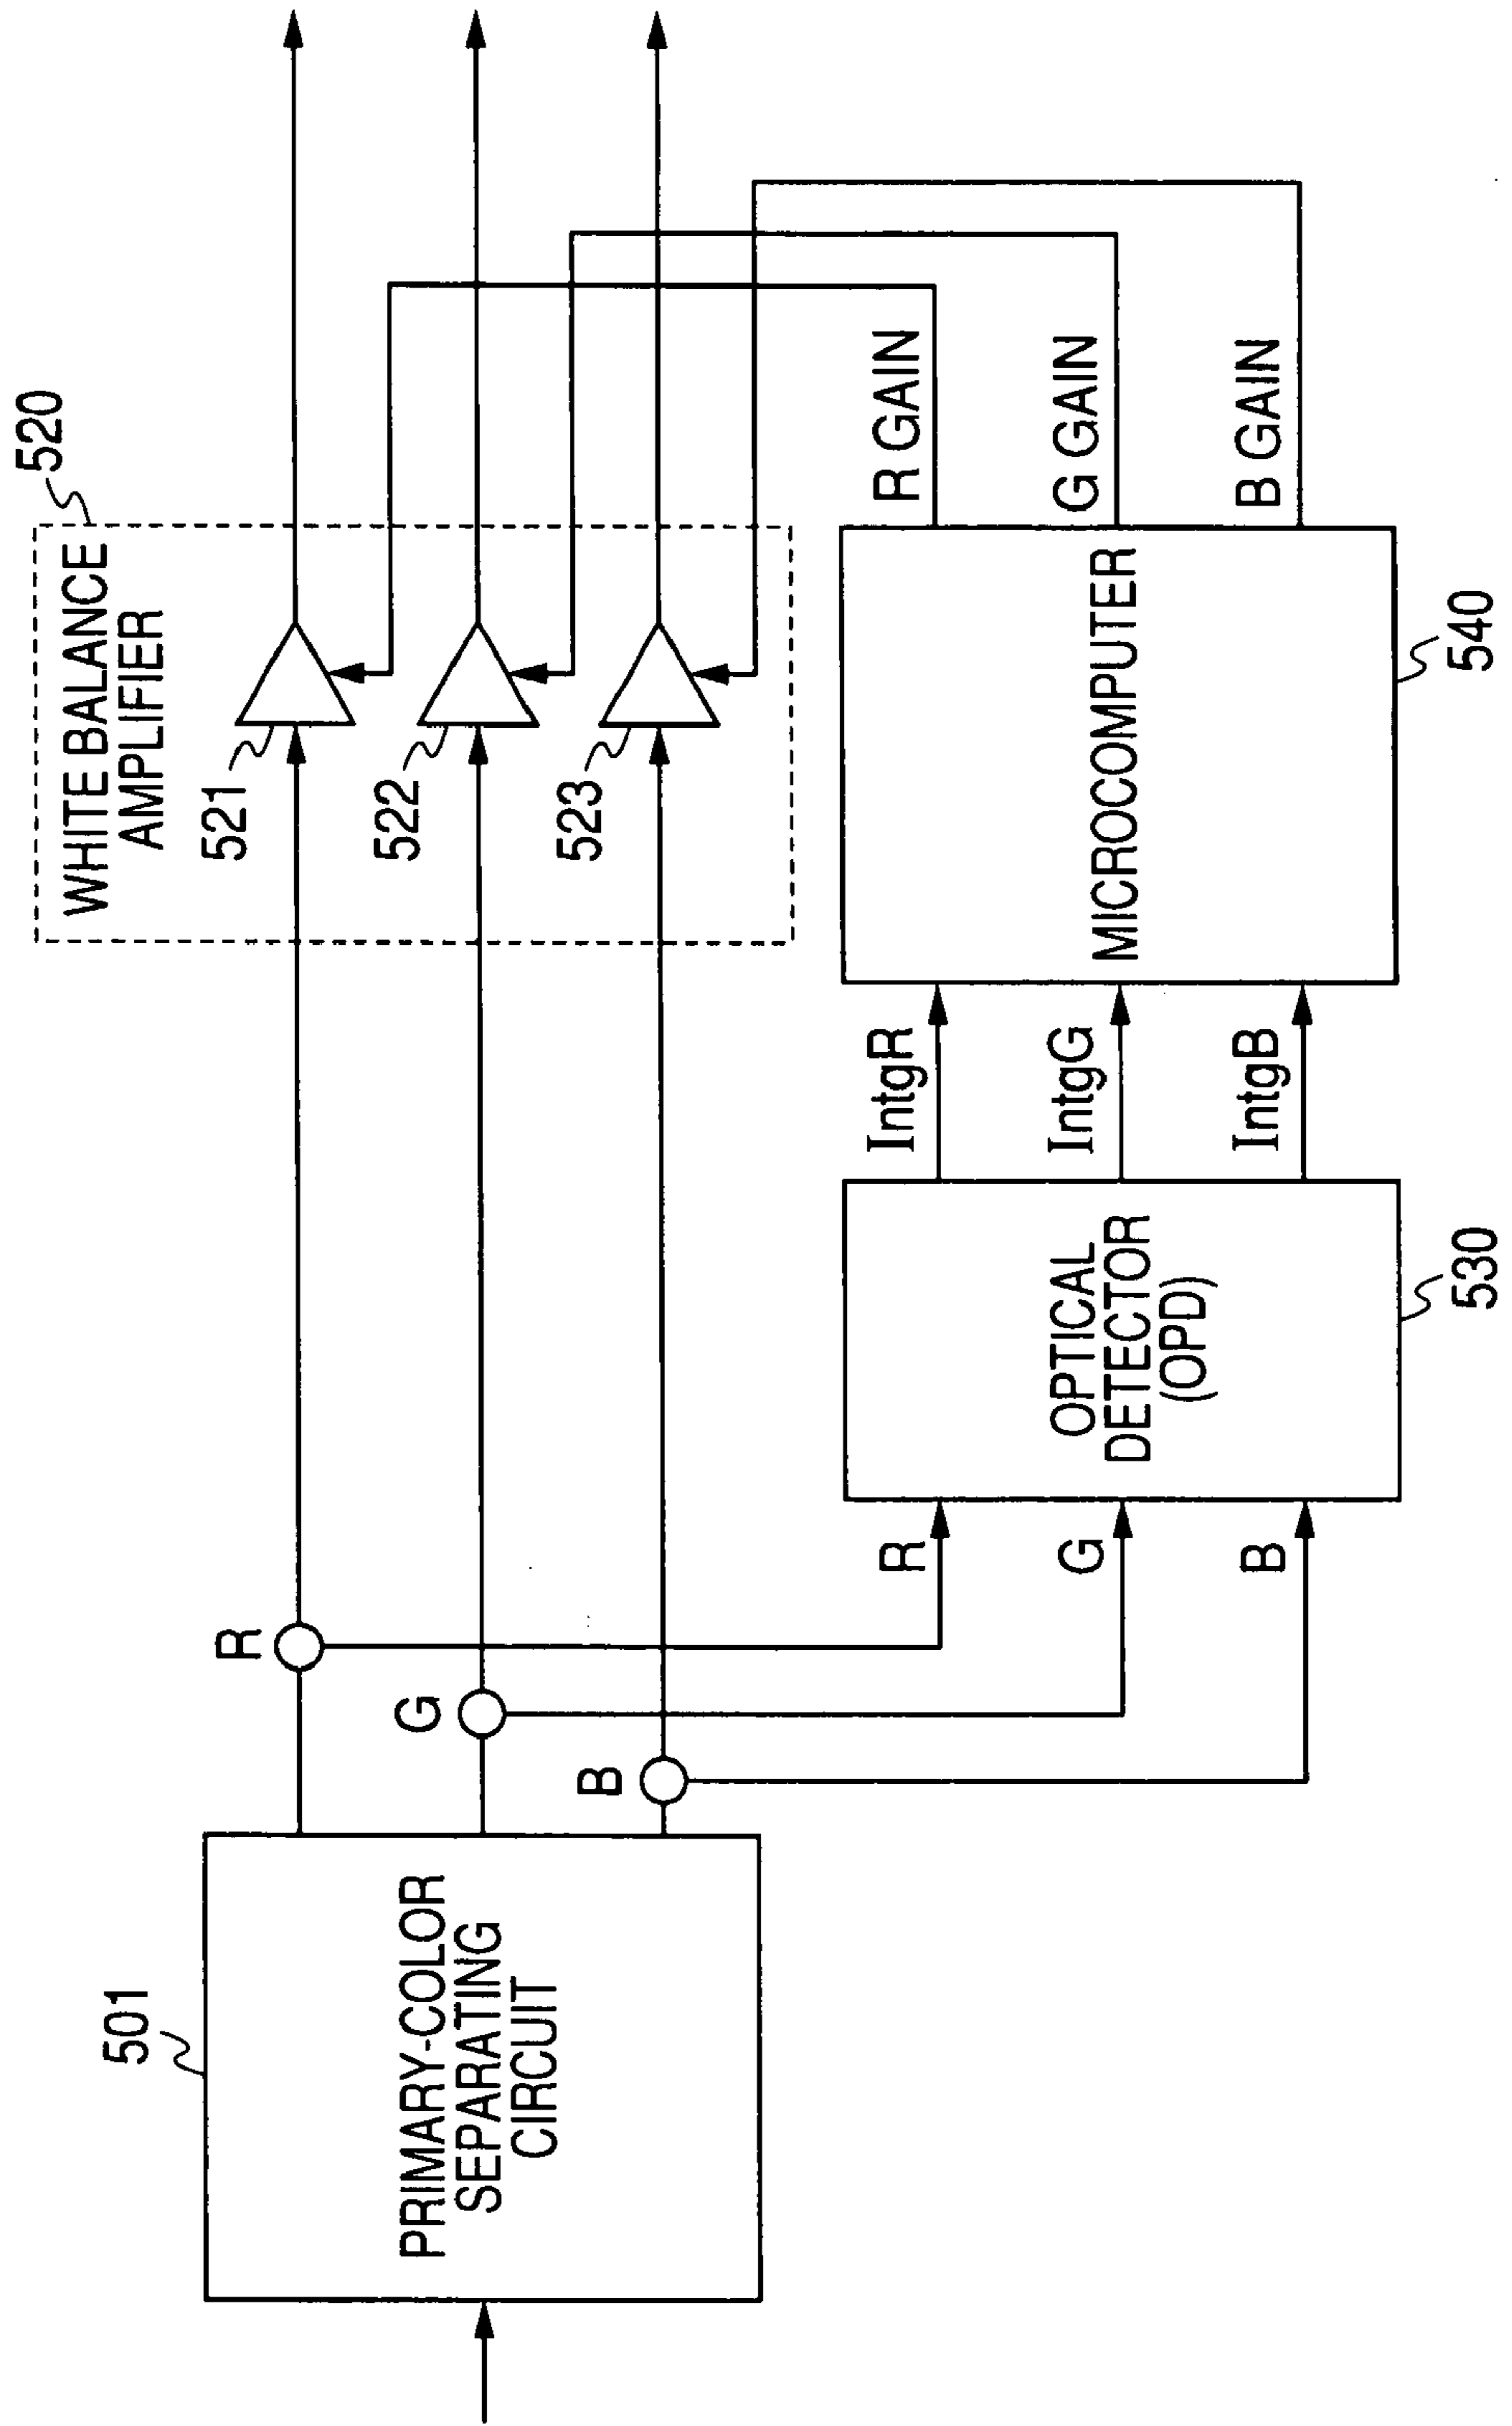 520
WHITE BALANCE
AMPLIFIER
521
522
523
501
PRIMARY-COLOR
SEPARATING
CIRCUIT
R
G
B
R
G
B
OPTICAL
DETECTOR
(OPD)
530
IntgR
IntgG
IntgB
MICROCOMPUTER
540
R GAIN
G GAIN
B GAIN